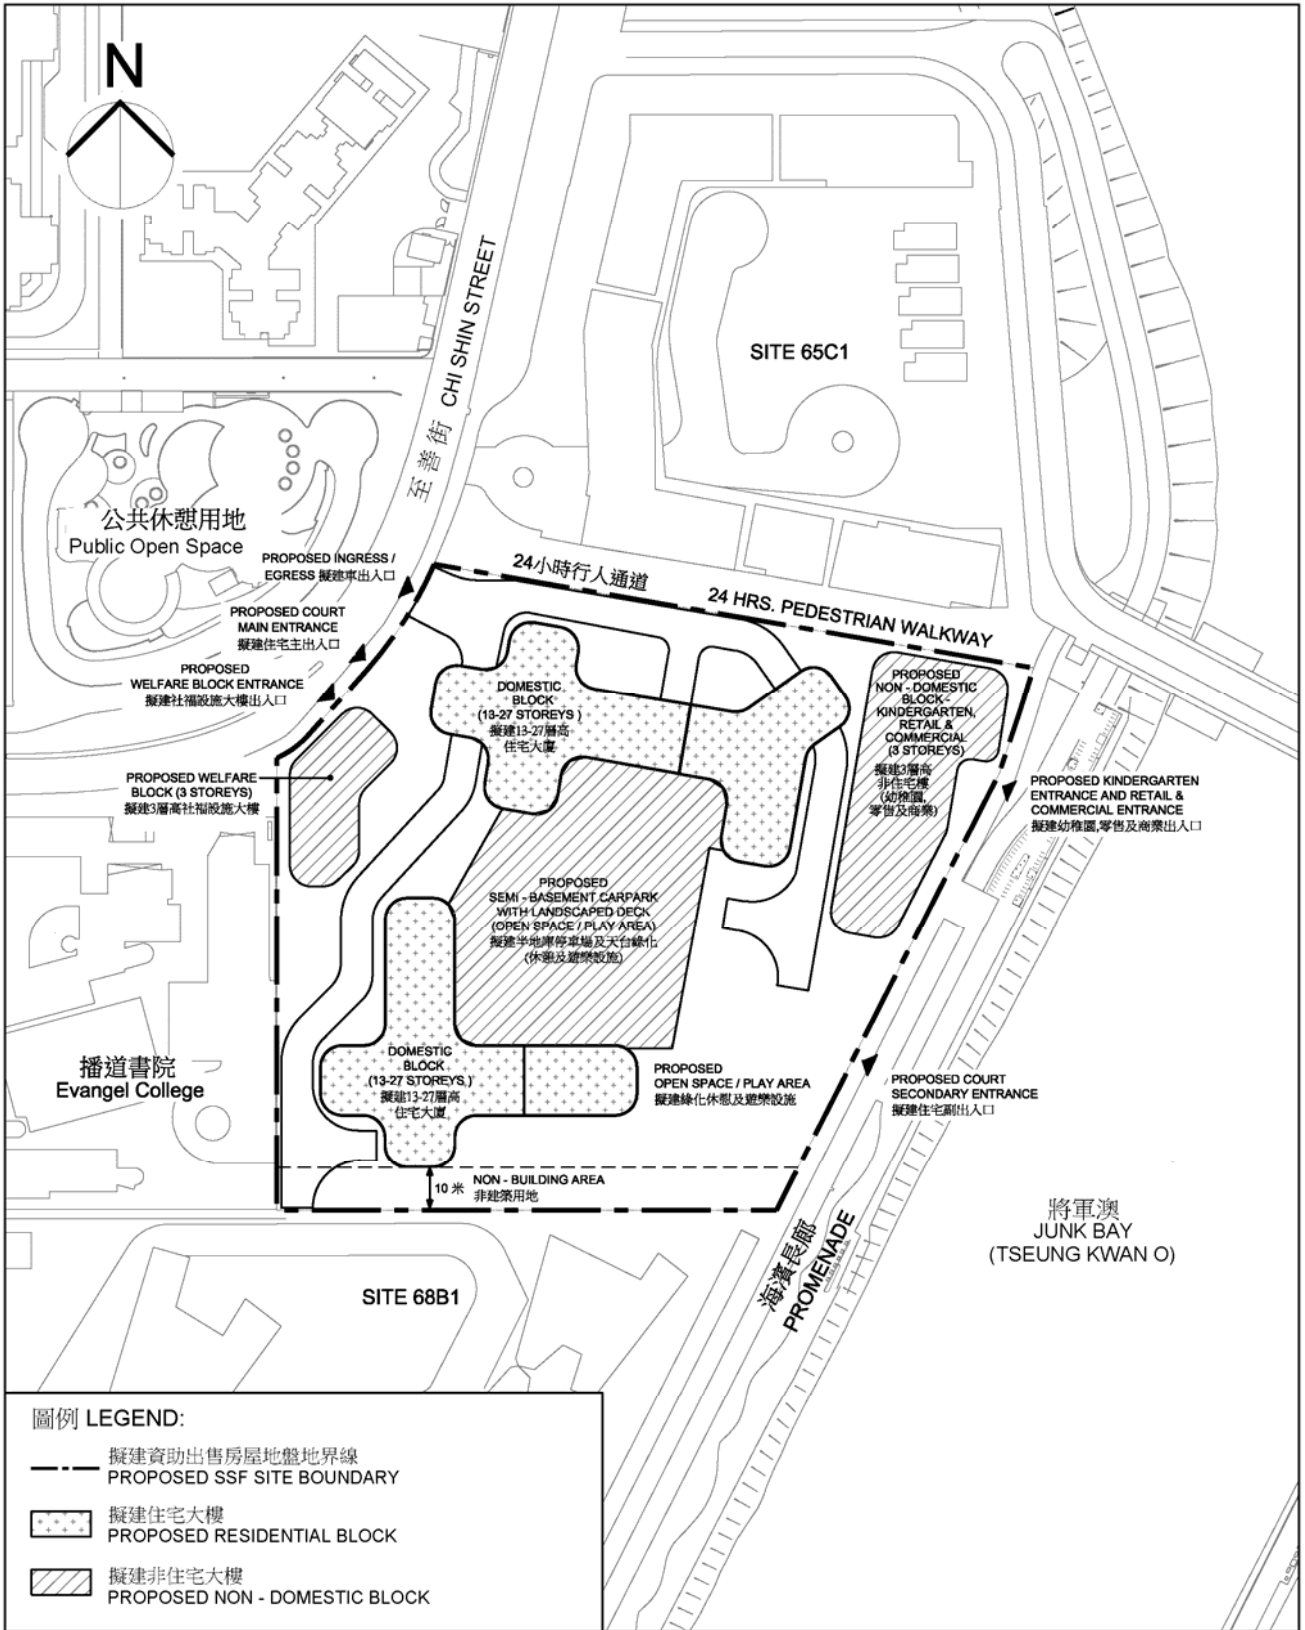 N
至善街 CHI SHIN STREET
SITE 65C1
公共休憩用地
Public Open Space
PROPOSED INGRESS /
EGRESS 擬建車出入口
24小時行人通道
24 HRS. PEDESTRIAN WALKWAY
PROPOSED COURT
MAIN ENTRANCE
擬建住宅主出入口
PROPOSED
WELFARE BLOCK ENTRANCE
擬建社福設施大樓出入口
DOMESTIC
BLOCK
(13-27 STOREYS )
擬建13-27層高
住宅大廈
PROPOSED
NON - DOMESTIC
BLOCK -
KINDERGARTEN,
RETAIL &
COMMERCIAL
(3 STOREYS)
擬建3層高
非住宅樓
(幼稚園,
零售及商業)
PROPOSED WELFARE
BLOCK (3 STOREYS)
擬建3層高社福設施大樓
PROPOSED KINDERGARTEN
ENTRANCE AND RETAIL &
COMMERCIAL ENTRANCE
擬建幼稚園,零售及商業出入口
PROPOSED
SEMI - BASEMENT CARPARK
WITH LANDSCAPED DECK
(OPEN SPACE / PLAY AREA)
擬建半地庫停車場及天台綠化
(休憩及遊樂設施)
播道書院
Evangel College
DOMESTIC
BLOCK
(13-27 STOREYS )
擬建13-27層高
住宅大廈
PROPOSED
OPEN SPACE / PLAY AREA
擬建綠化休憩及遊樂設施
PROPOSED COURT
SECONDARY ENTRANCE
擬建住宅副出入口
10 米
NON - BUILDING AREA
非建築用地
海濱長廊
PROMENADE
將軍澳
JUNK BAY
(TSEUNG KWAN O)
SITE 68B1
圖例 LEGEND:
擬建資助出售房屋地盤地界線
PROPOSED SSF SITE BOUNDARY
擬建住宅大樓
PROPOSED RESIDENTIAL BLOCK
擬建非住宅大樓
PROPOSED NON - DOMESTIC BLOCK